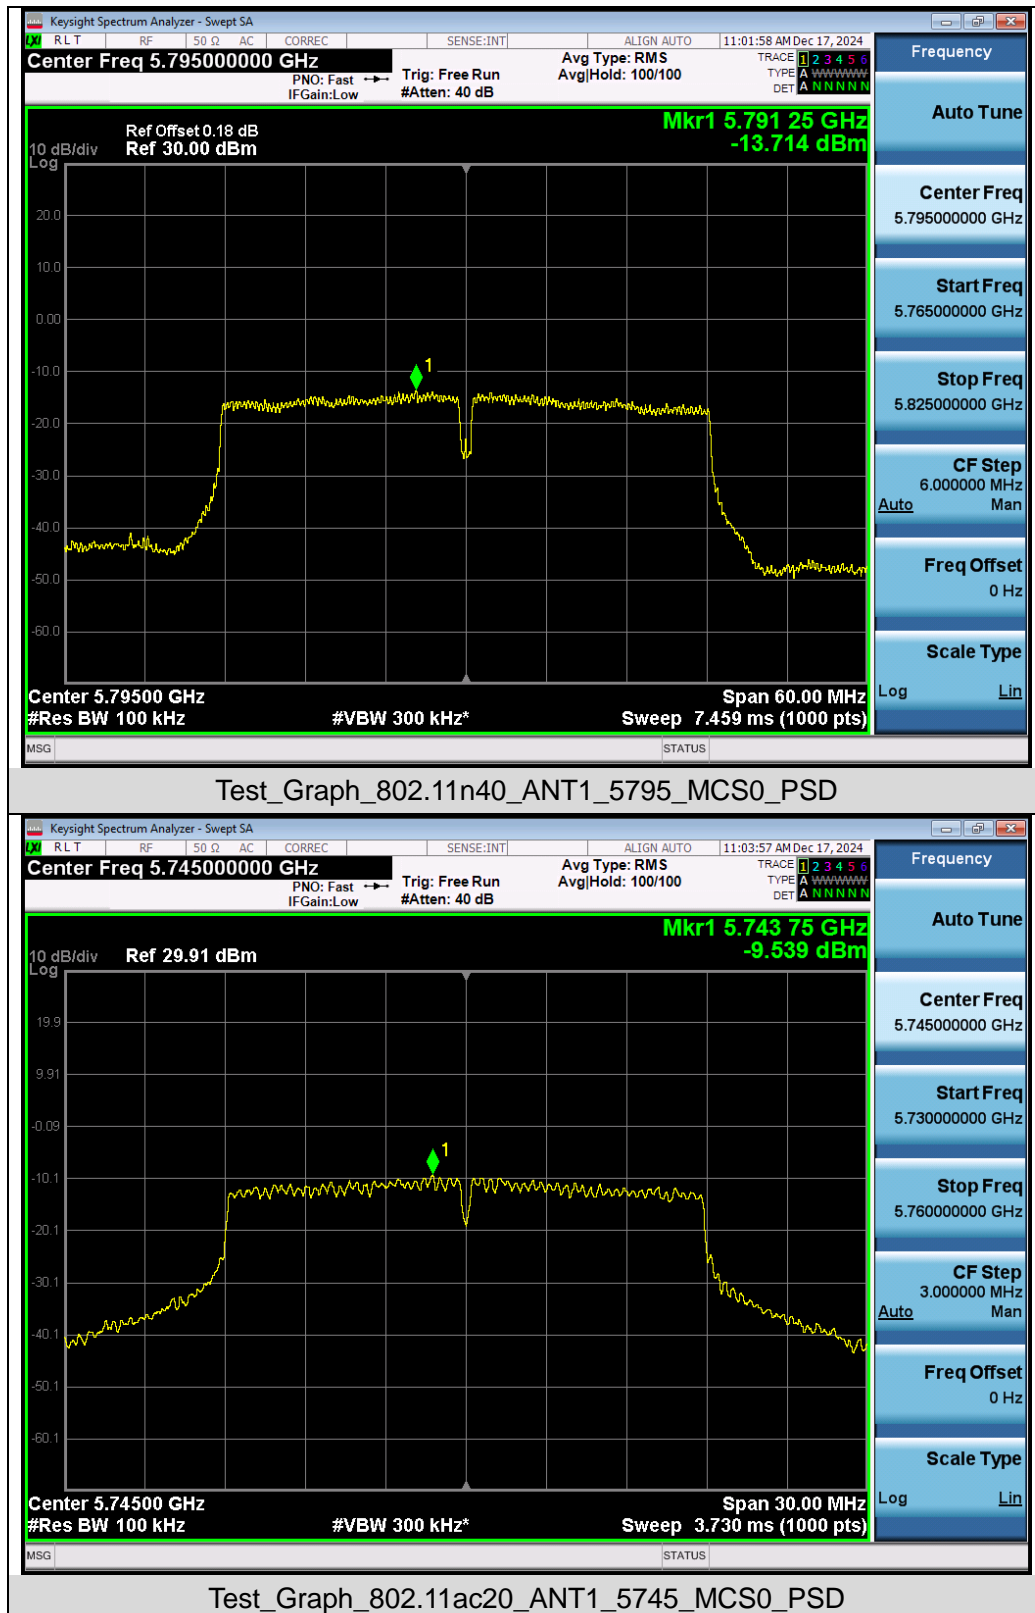 Keysight Spectrum Analyzer - Swept SA
LXI RLT RF 50 Ω AC CORREC SENSE:INT ALIGN AUTO 11:01:58 AM Dec 17, 2024
Center Freq 5.795000000 GHz
PNO: Fast
IFGain:Low
Trig: Free Run
#Atten: 40 dB
Avg Type: RMS
Avg|Hold: 100/100
TRACE 1 2 3 4 5 6
TYPE A WWWWW
DET A N N N N N
Mkr1 5.791 25 GHz
-13.714 dBm
Ref Offset 0.18 dB
10 dB/div Ref 30.00 dBm
Log
20.0
10.0
0.00
1
-10.0
-20.0
-30.0
-40.0
-50.0
-60.0
Center 5.79500 GHz Span 60.00 MHz
#Res BW 100 kHz #VBW 300 kHz* Sweep 7.459 ms (1000 pts)
MSG STATUS
Frequency
Auto Tune
Center Freq
5.795000000 GHz
Start Freq
5.765000000 GHz
Stop Freq
5.825000000 GHz
CF Step
6.000000 MHz
Auto Man
Freq Offset
0 Hz
Scale Type
Log Lin
Test_Graph_802.11n40_ANT1_5795_MCS0_PSD
Keysight Spectrum Analyzer - Swept SA
LXI RLT RF 50 Ω AC CORREC SENSE:INT ALIGN AUTO 11:03:57 AM Dec 17, 2024
Center Freq 5.745000000 GHz
PNO: Fast
IFGain:Low
Trig: Free Run
#Atten: 40 dB
Avg Type: RMS
Avg|Hold: 100/100
TRACE 1 2 3 4 5 6
TYPE A WWWWW
DET A N N N N N
Mkr1 5.743 75 GHz
-9.539 dBm
10 dB/div Ref 29.91 dBm
Log
19.9
9.91
-0.09
1
-10.1
-20.1
-30.1
-40.1
-50.1
-60.1
Center 5.74500 GHz Span 30.00 MHz
#Res BW 100 kHz #VBW 300 kHz* Sweep 3.730 ms (1000 pts)
MSG STATUS
Frequency
Auto Tune
Center Freq
5.745000000 GHz
Start Freq
5.730000000 GHz
Stop Freq
5.760000000 GHz
CF Step
3.000000 MHz
Auto Man
Freq Offset
0 Hz
Scale Type
Log Lin
Test_Graph_802.11ac20_ANT1_5745_MCS0_PSD